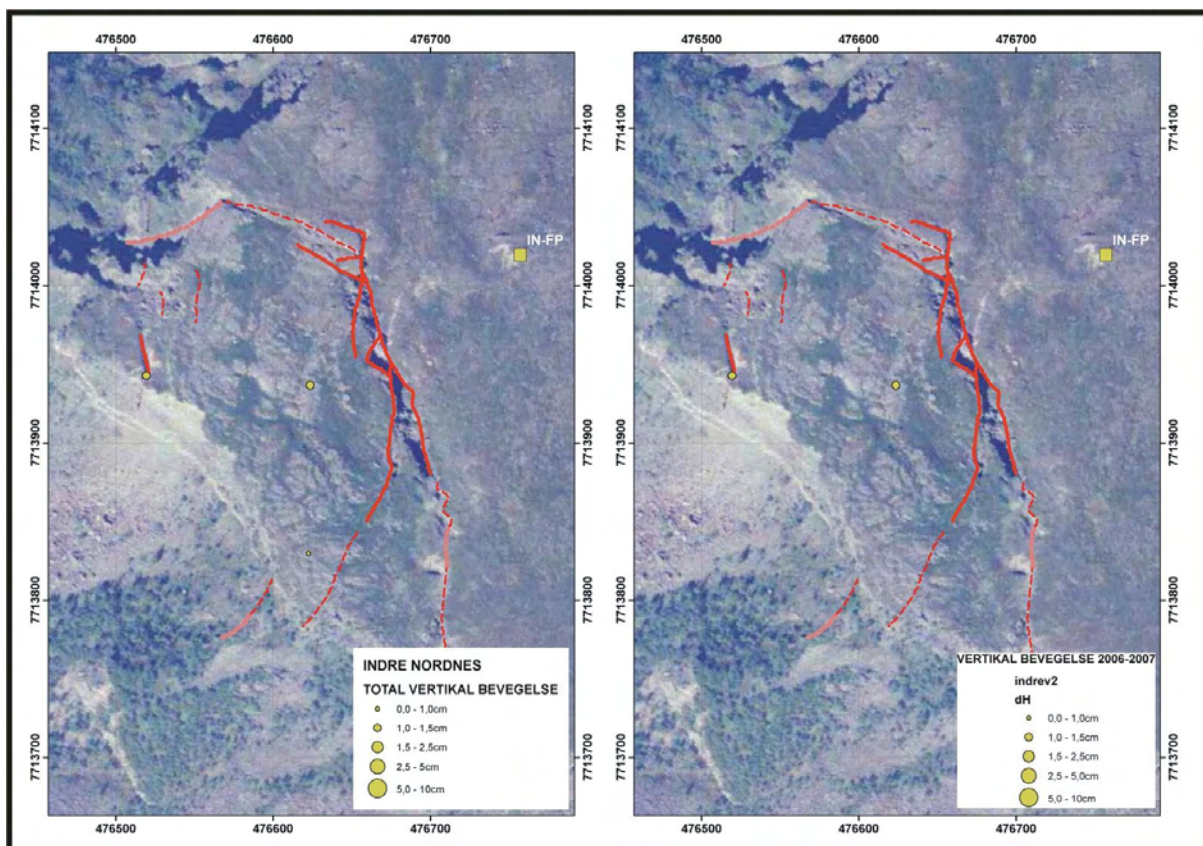 476500 476600 476700
476500 476600 476700
7714100
7714000
7713900
7713800
7713700
IN-FP
7714100
7714000
7713900
7713800
7713700
7714100
7714000
7713900
7713800
7713700
IN-FP
7714100
7714000
7713900
7713800
7713700
INDRE NORDNES
TOTAL VERTIKAL BEVEGELSE
0,0 - 1,0cm
1,0 - 1,5cm
1,5 - 2,5cm
2,5 - 5cm
5,0 - 10cm
VERTIKAL BEVEGELSE 2006-2007
indrev2
dH
0,0 - 1,0cm
1,0 - 1,5cm
1,5 - 2,5cm
2,5 - 5,0cm
5,0 - 10cm
476500 476600 476700
476500 476600 476700